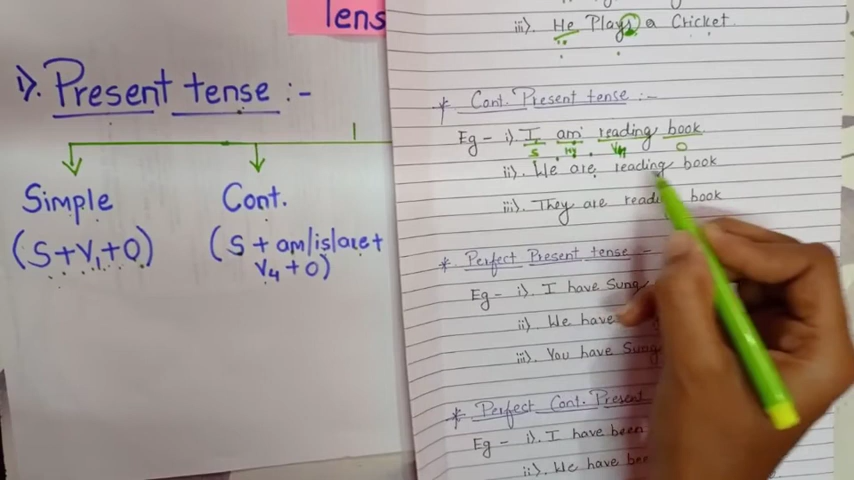 Tens
i). Present tense :-
Simple
(S+V1+O)
Cont.
(S + am/is/are +
V4 + O)
iii). He Plays a Cricket
* Cont. Present tense :-
Eg - i). I am reading book
S H.V V4 O
ii). We are reading book
iii). They are reading book
* Perfect Present tense :-
Eg - i). I have Sung
ii). We have
iii). You have Sung
* Perfect Cont. Present
Eg - i). I have been
ii). We have been